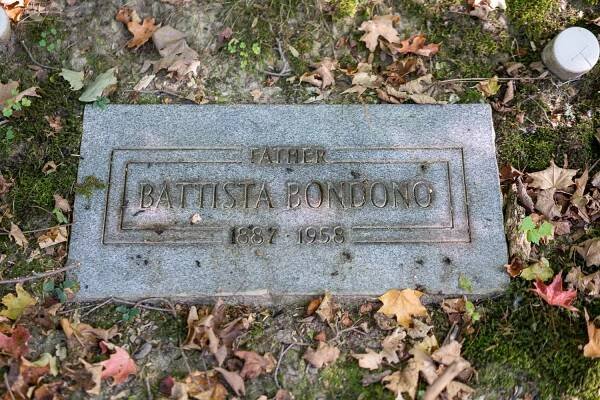 FATHER
BATTISTA BONDONO
1887 · 1958